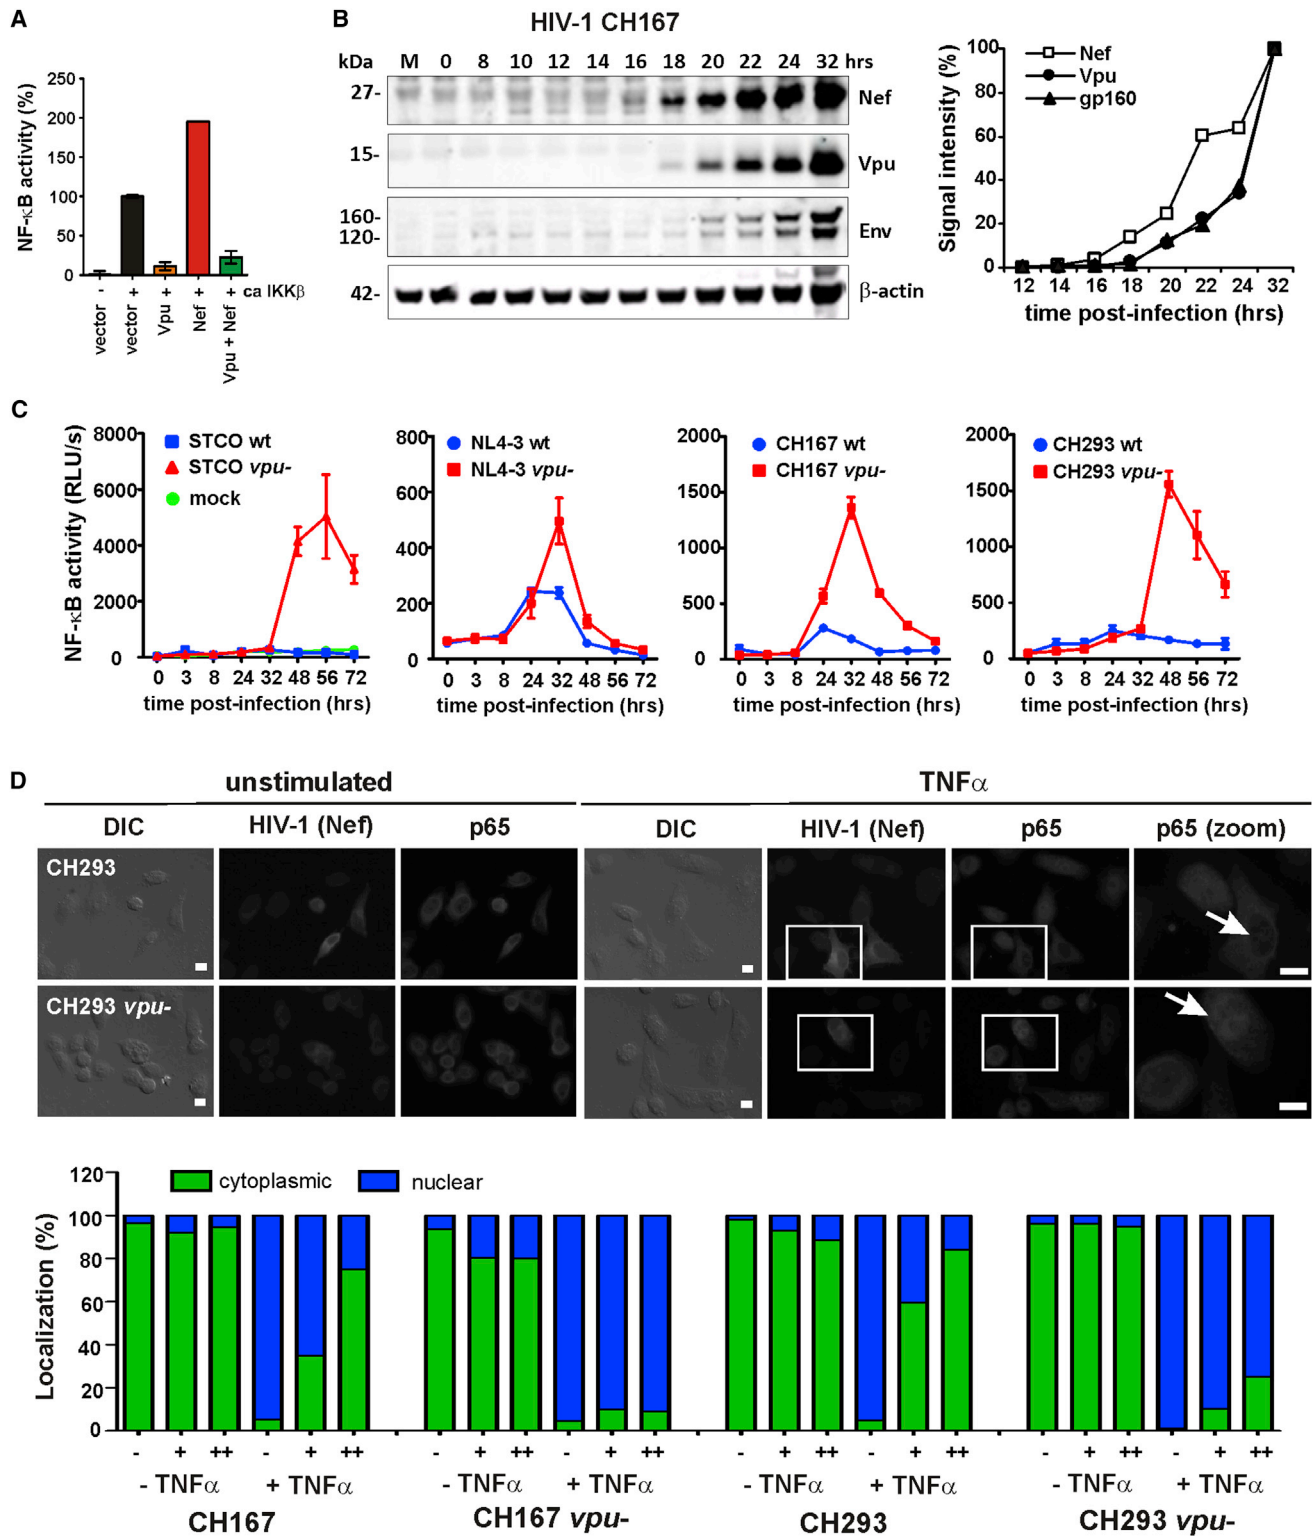 A
NF-κB activity (%)
250
200
150
100
50
0
- + + + + ca IKKβ
vector
vector
Vpu
Nef
Vpu + Nef
B
HIV-1 CH167
kDa M 0 8 10 12 14 16 18 20 22 24 32 hrs
27- Nef
15- Vpu
160-
120- Env
42- β-actin
Signal intensity (%)
100
80
60
40
20
0
Nef
Vpu
gp160
12 14 16 18 20 22 24 32
time post-infection (hrs)
C
NF-κB activity (RLU/s)
8000
6000
4000
2000
0
STCO wt
STCO vpu-
mock
0 3 8 24 32 48 56 72
time post-infection (hrs)
800
600
400
200
0
NL4-3 wt
NL4-3 vpu-
0 3 8 24 32 48 56 72
time post-infection (hrs)
2000
1500
1000
500
0
CH167 wt
CH167 vpu-
0 3 8 24 32 48 56 72
time post-infection (hrs)
2000
1500
1000
500
0
CH293 wt
CH293 vpu-
0 3 8 24 32 48 56 72
time post-infection (hrs)
D
unstimulated TNFα
DIC HIV-1 (Nef) p65 DIC HIV-1 (Nef) p65 p65 (zoom)
CH293
CH293 vpu-
Localization (%)
120
100
80
60
40
20
0
cytoplasmic nuclear
- + ++ - + ++ - + ++ - + ++ - + ++ - + ++ - + ++ - + ++
- TNFα + TNFα - TNFα + TNFα - TNFα + TNFα - TNFα + TNFα
CH167 CH167 vpu- CH293 CH293 vpu-